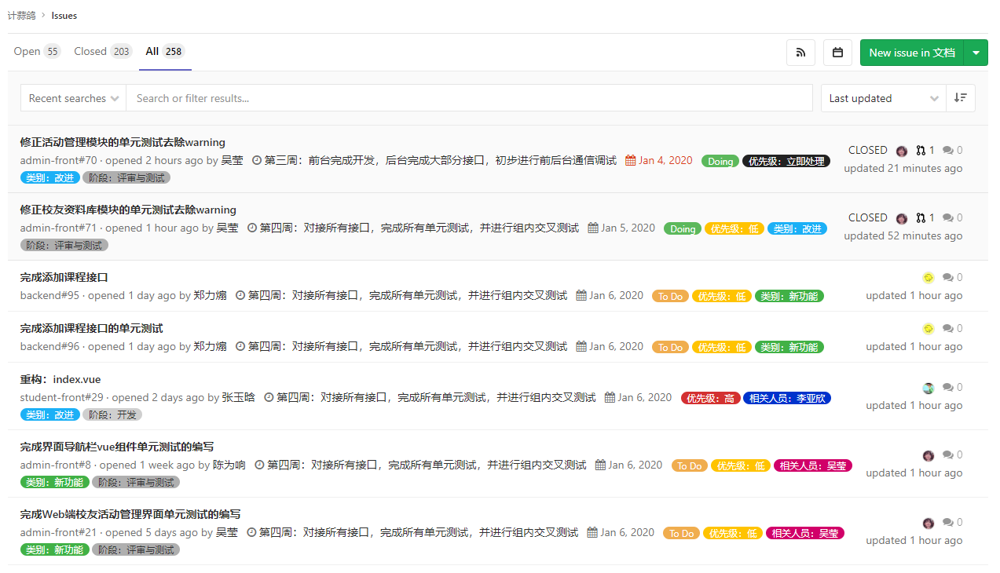 计蒜鸽 › Issues
Open 55 Closed 203 All 258 New issue in 文档
Recent searches Search or filter results... Last updated
修正活动管理模块的单元测试去除warning
CLOSED 1 0
admin-front#70 · opened 2 hours ago by 吴莹 第三周：前台完成开发，后台完成大部分接口，初步进行前后台通信调试 Jan 4, 2020 Doing 优先级：立即处理
updated 21 minutes ago
类别：改进 阶段：评审与测试
修正校友资料库模块的单元测试去除warning
CLOSED 1 0
admin-front#71 · opened 1 hour ago by 吴莹 第四周：对接所有接口，完成所有单元测试，并进行组内交叉测试 Jan 5, 2020 Doing 优先级：低 类别：改进
updated 52 minutes ago
阶段：评审与测试
完成添加课程接口 0
backend#95 · opened 1 day ago by 郑力煽 第四周：对接所有接口，完成所有单元测试，并进行组内交叉测试 Jan 6, 2020 To Do 优先级：低 类别：新功能 updated 1 hour ago
完成添加课程接口的单元测试 0
backend#96 · opened 1 day ago by 郑力煽 第四周：对接所有接口，完成所有单元测试，并进行组内交叉测试 Jan 6, 2020 To Do 优先级：低 类别：新功能 updated 1 hour ago
重构：index.vue 0
student-front#29 · opened 2 days ago by 张玉晗 第四周：对接所有接口，完成所有单元测试，并进行组内交叉测试 Jan 6, 2020 优先级：高 相关人员：李亚欣
updated 1 hour ago
类别：改进 阶段：开发
完成界面导航栏vue组件单元测试的编写 0
admin-front#8 · opened 1 week ago by 陈为响 第四周：对接所有接口，完成所有单元测试，并进行组内交叉测试 Jan 6, 2020 To Do 优先级：低 相关人员：吴莹
updated 1 hour ago
类别：新功能 阶段：评审与测试
完成Web端校友活动管理界面单元测试的编写 0
admin-front#21 · opened 5 days ago by 吴莹 第四周：对接所有接口，完成所有单元测试，并进行组内交叉测试 Jan 6, 2020 To Do 优先级：低 相关人员：吴莹
updated 1 hour ago
类别：新功能 阶段：评审与测试